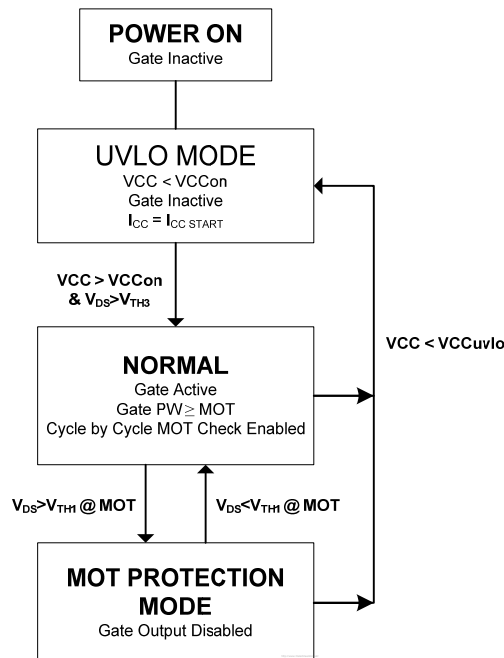 POWER ON
Gate Inactive
UVLO MODE
VCC < VCCon
Gate Inactive
ICC = ICC START
VCC > VCCon
& VDS>VTH3
VCC < VCCuvlo
NORMAL
Gate Active
Gate PW≥ MOT
Cycle by Cycle MOT Check Enabled
VDS>VTH1 @ MOT
VDS<VTH1 @ MOT
MOT PROTECTION
MODE
Gate Output Disabled